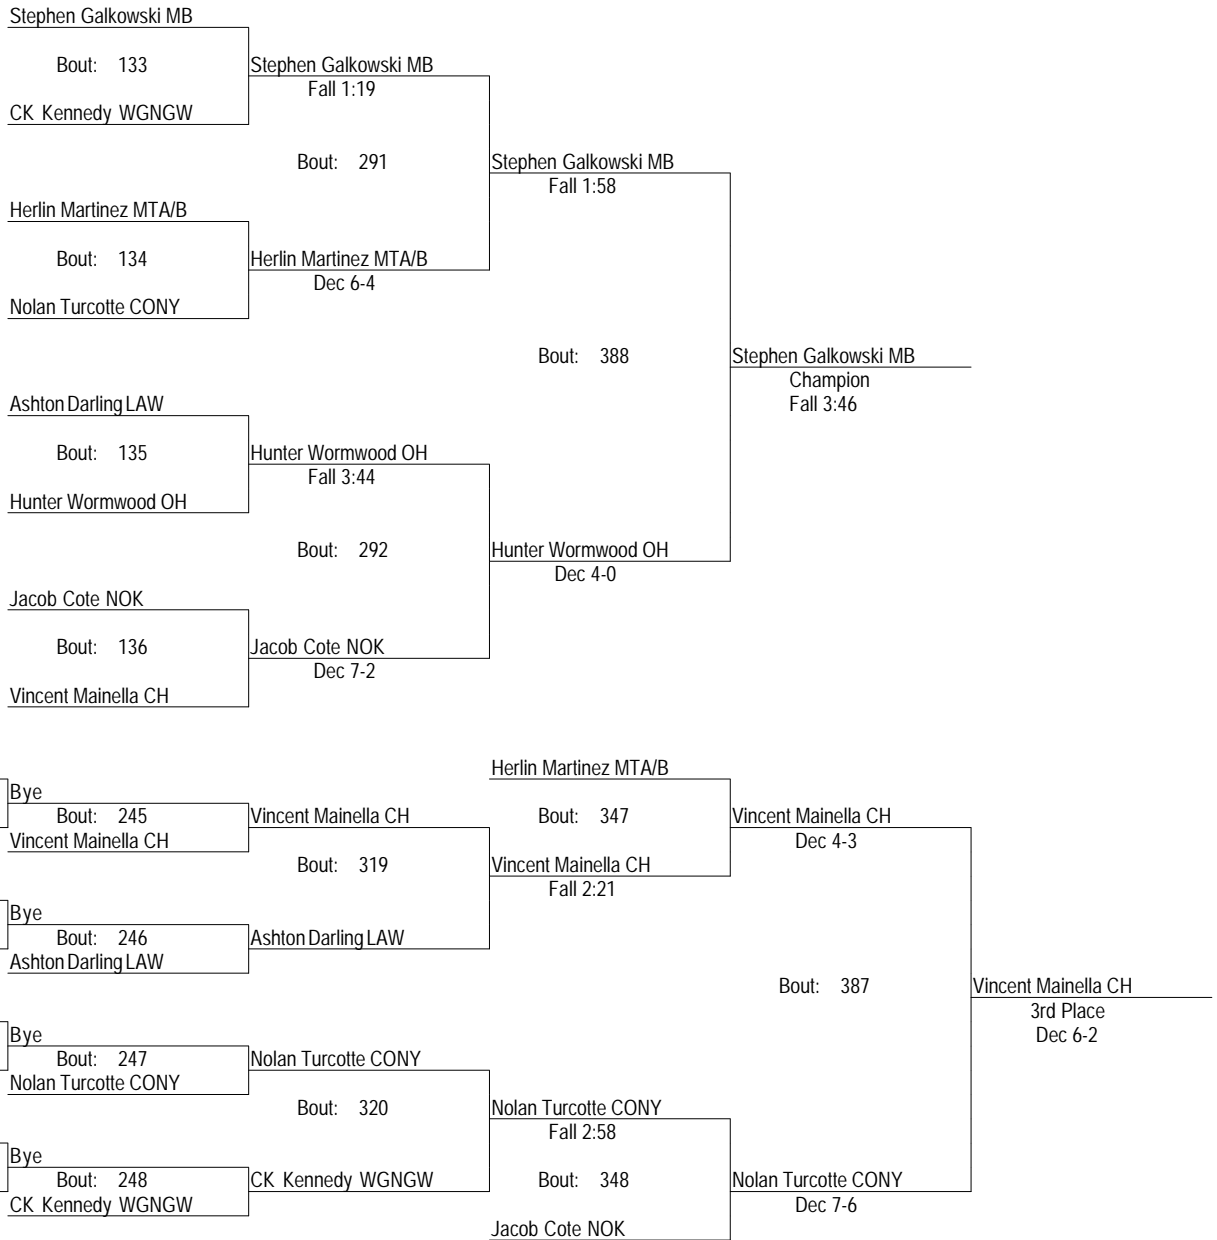 Stephen Galkowski MB
Bout: 133
Stephen Galkowski MB
Fall 1:19
CK Kennedy WGNGW
Bout: 291
Stephen Galkowski MB
Fall 1:58
Herlin Martinez MTA/B
Bout: 134
Herlin Martinez MTA/B
Dec 6-4
Nolan Turcotte CONY
Bout: 388
Stephen Galkowski MB
Champion
Fall 3:46
Ashton Darling LAW
Bout: 135
Hunter Wormwood OH
Fall 3:44
Hunter Wormwood OH
Bout: 292
Hunter Wormwood OH
Dec 4-0
Jacob Cote NOK
Bout: 136
Jacob Cote NOK
Dec 7-2
Vincent Mainella CH
Herlin Martinez MTA/B
Bye
Bout: 245
Vincent Mainella CH
Bout: 347
Vincent Mainella CH
Dec 4-3
Vincent Mainella CH
Bout: 319
Vincent Mainella CH
Fall 2:21
Bye
Bout: 246
Ashton Darling LAW
Ashton Darling LAW
Bout: 387
Vincent Mainella CH
3rd Place
Dec 6-2
Bye
Bout: 247
Nolan Turcotte CONY
Nolan Turcotte CONY
Bout: 320
Nolan Turcotte CONY
Fall 2:58
Bye
Bout: 248
CK Kennedy WGNGW
Bout: 348
Nolan Turcotte CONY
Dec 7-6
CK Kennedy WGNGW
Jacob Cote NOK